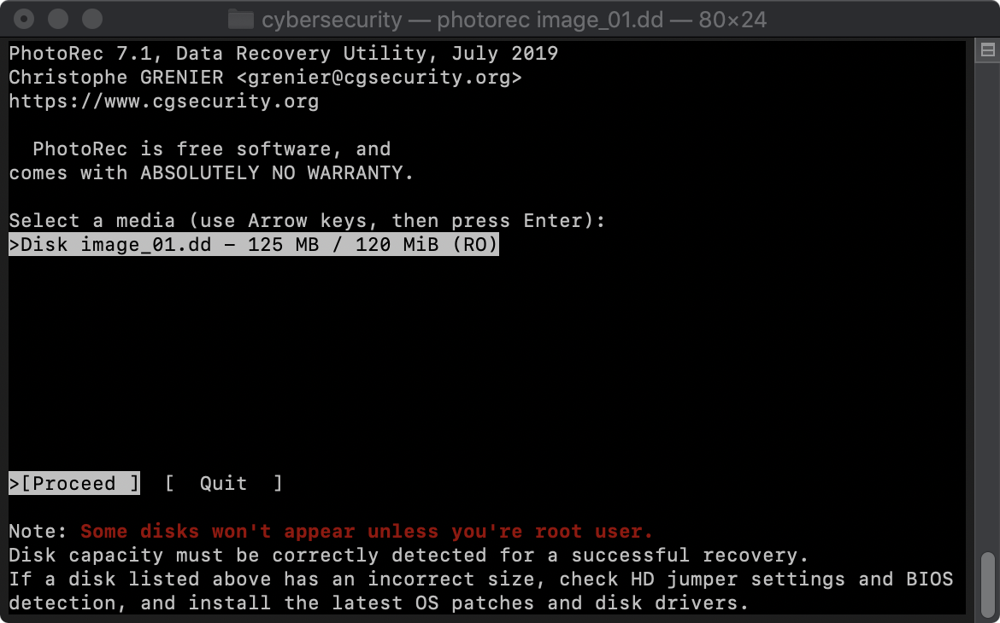 cybersecurity — photorec image_01.dd — 80×24
PhotoRec 7.1, Data Recovery Utility, July 2019
Christophe GRENIER <grenier@cgsecurity.org>
https://www.cgsecurity.org
PhotoRec is free software, and
comes with ABSOLUTELY NO WARRANTY.
Select a media (use Arrow keys, then press Enter):
>Disk image_01.dd - 125 MB / 120 MiB (RO)
>[Proceed ]  [  Quit  ]
Note: Some disks won't appear unless you're root user.
Disk capacity must be correctly detected for a successful recovery.
If a disk listed above has an incorrect size, check HD jumper settings and BIOS
detection, and install the latest OS patches and disk drivers.